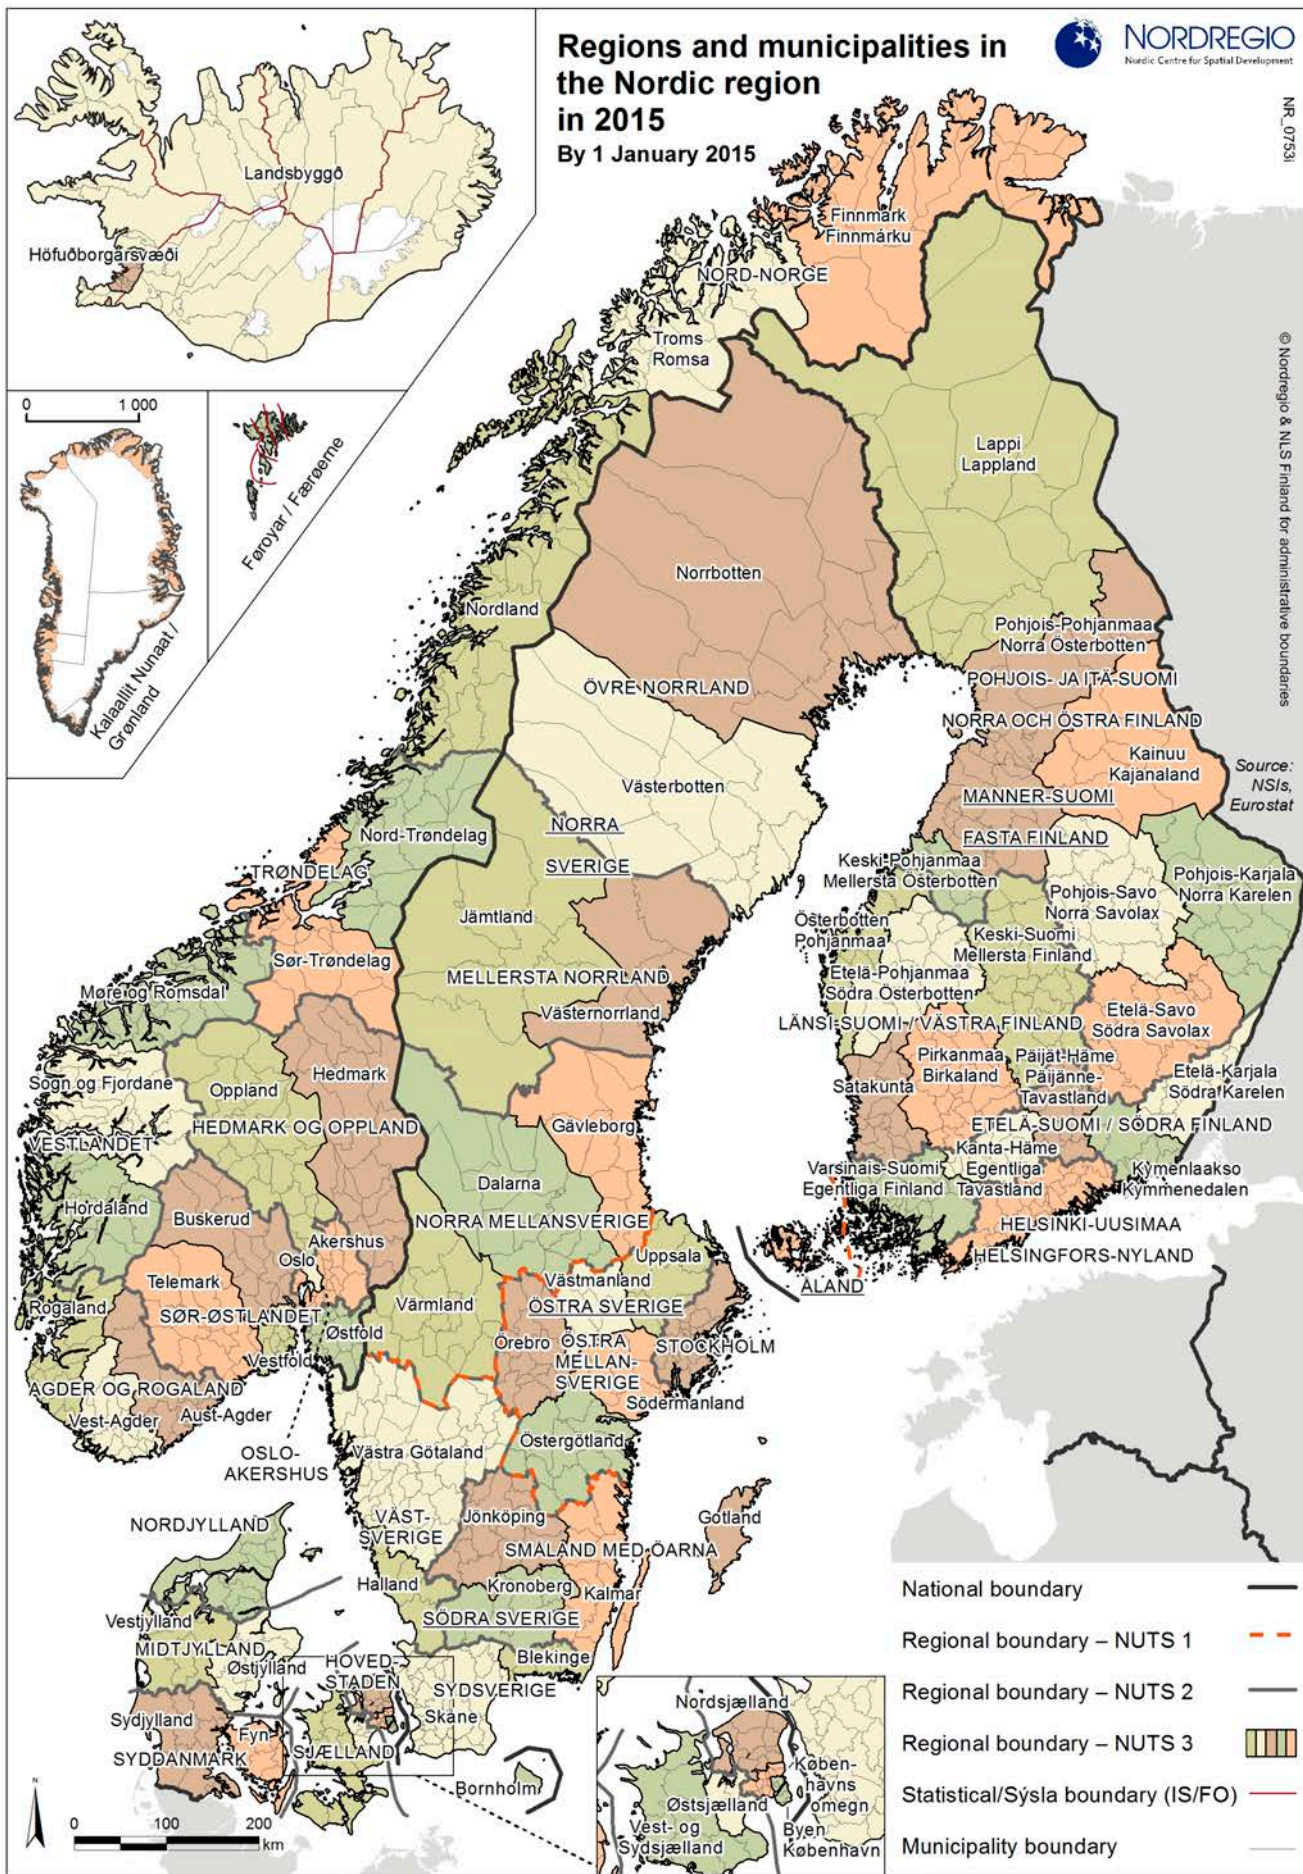 Regions and municipalities in
the Nordic region
in 2015
By 1 January 2015
NORDREGIO
Nordic Centre for Spatial Development
NR_0753i
© Nordregio & NLS Finland for administrative boundaries
Source:
NSIs,
Eurostat
Landsbyggð
Höfuðborgarsvæði
0 1 000
Kalaallit Nunaat /
Grønland
Føroyar / Færøerne
Finnmark
Finnmárku
NORD-NORGE
Troms
Romsa
Lappi
Lappland
Norrbotten
Nordland
Pohjois-Pohjanmaa
Norra Österbotten
POHJOIS- JA ITÄ-SUOMI
ÖVRE NORRLAND
NORRA OCH ÖSTRA FINLAND
Kainuu
Kajanaland
Västerbotten
MANNER-SUOMI
NORRA
SVERIGE
FASTA FINLAND
Nord-Trøndelag
TRØNDELAG
Keski-Pohjanmaa
Mellersta Österbotten
Pohjois-Savo
Norra Savolax
Pohjois-Karjala
Norra Karelen
Jämtland
Österbotten
Pohjanmaa
Keski-Suomi
Mellersta Finland
Sør-Trøndelag
MELLERSTA NORRLAND
Etelä-Pohjanmaa
Södra Österbotten
Møre og Romsdal
Västernorrland
Etelä-Savo
Södra Savolax
LÄNSI-SUOMI / VÄSTRA FINLAND
Sogn og Fjordane
Oppland
Hedmark
Pirkanmaa
Birkaland
Päijät-Häme
Päijänne-
Tavastland
Satakunta
Etelä-Karjala
Södra Karelen
VESTLANDET
HEDMARK OG OPPLAND
Gävleborg
ETELÄ-SUOMI / SÖDRA FINLAND
Kanta-Häme
Egentliga
Tavastland
Hordaland
Buskerud
Dalarna
Varsinais-Suomi
Egentliga Finland
Kymenlaakso
Kymmenedalen
NORRA MELLANSVERIGE
HELSINKI-UUSIMAA
HELSINGFORS-NYLAND
Akershus
Oslo
Uppsala
Telemark
Västmanland
ÅLAND
Rogaland
SØR-ØSTLANDET
Østfold
Värmland
ÖSTRA SVERIGE
Örebro
ÖSTRA
MELLAN-
SVERIGE
STOCKHOLM
Vestfold
AGDER OG ROGALAND
Vest-Agder
Aust-Agder
Södermanland
OSLO-
AKERSHUS
Västra Götaland
Östergötland
NORDJYLLAND
VÄST-
SVERIGE
Jönköping
Gotland
SMÅLAND MED ÖARNA
Halland
Kronoberg
Kalmar
Vestjylland
SÖDRA SVERIGE
MIDTJYLLAND
Østjylland
HOVED-
STADEN
Blekinge
SYDSVERIGE
Skåne
Sydjylland
Fyn
SYDDANMARK
SJÆLLAND
Bornholm
N
0 100 200
km
Nordsjælland
Køben-
havns
omegn
Østsjælland
Vest- og
Sydsjælland
Byen
København
National boundary
Regional boundary – NUTS 1
Regional boundary – NUTS 2
Regional boundary – NUTS 3
Statistical/Sýsla boundary (IS/FO)
Municipality boundary